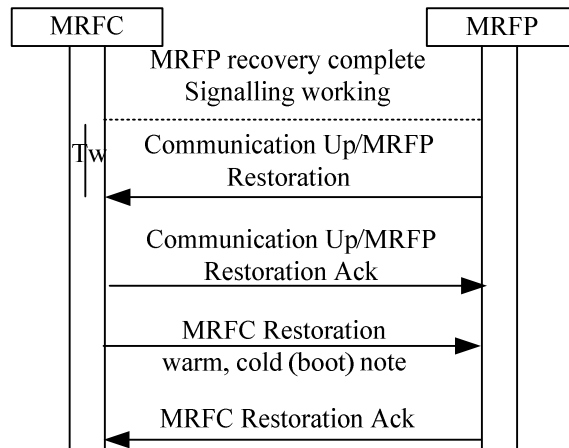 MRFC
MRFP
MRFP recovery complete
Signalling working
Tw
Communication Up/MRFP
Restoration
Communication Up/MRFP
Restoration Ack
MRFC Restoration
warm, cold (boot) note
MRFC Restoration Ack